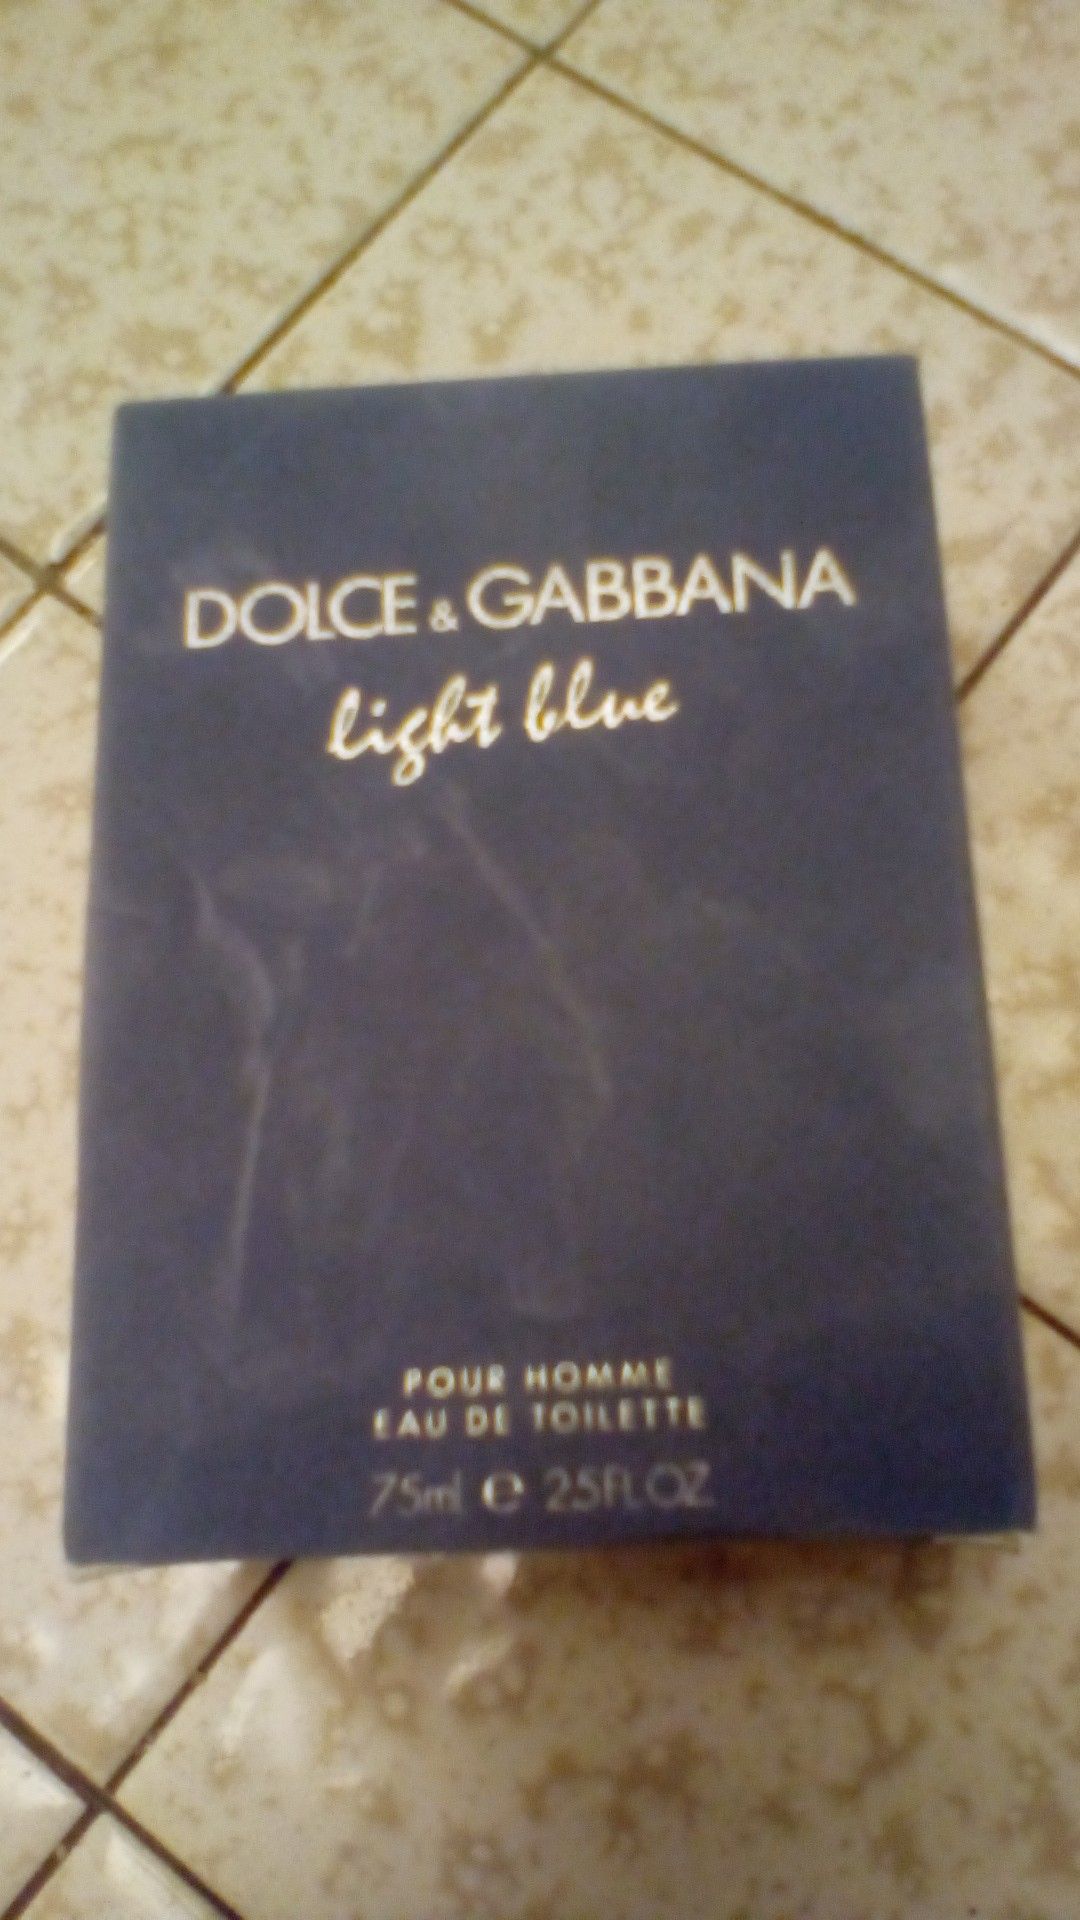 DOLCE & GABBANA
light blue
POUR HOMME
EAU DE TOILETTE
75ml ℮ 2.5FL.OZ